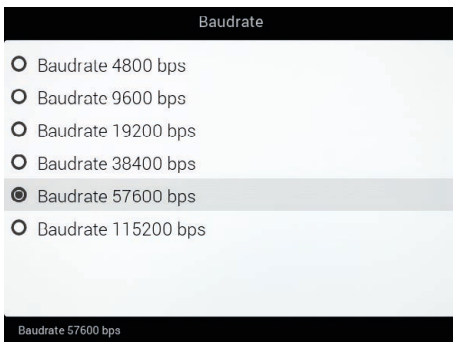 Baudrate
Baudrate 4800 bps
Baudrate 9600 bps
Baudrate 19200 bps
Baudrate 38400 bps
Baudrate 57600 bps
Baudrate 115200 bps
Baudrate 57600 bps